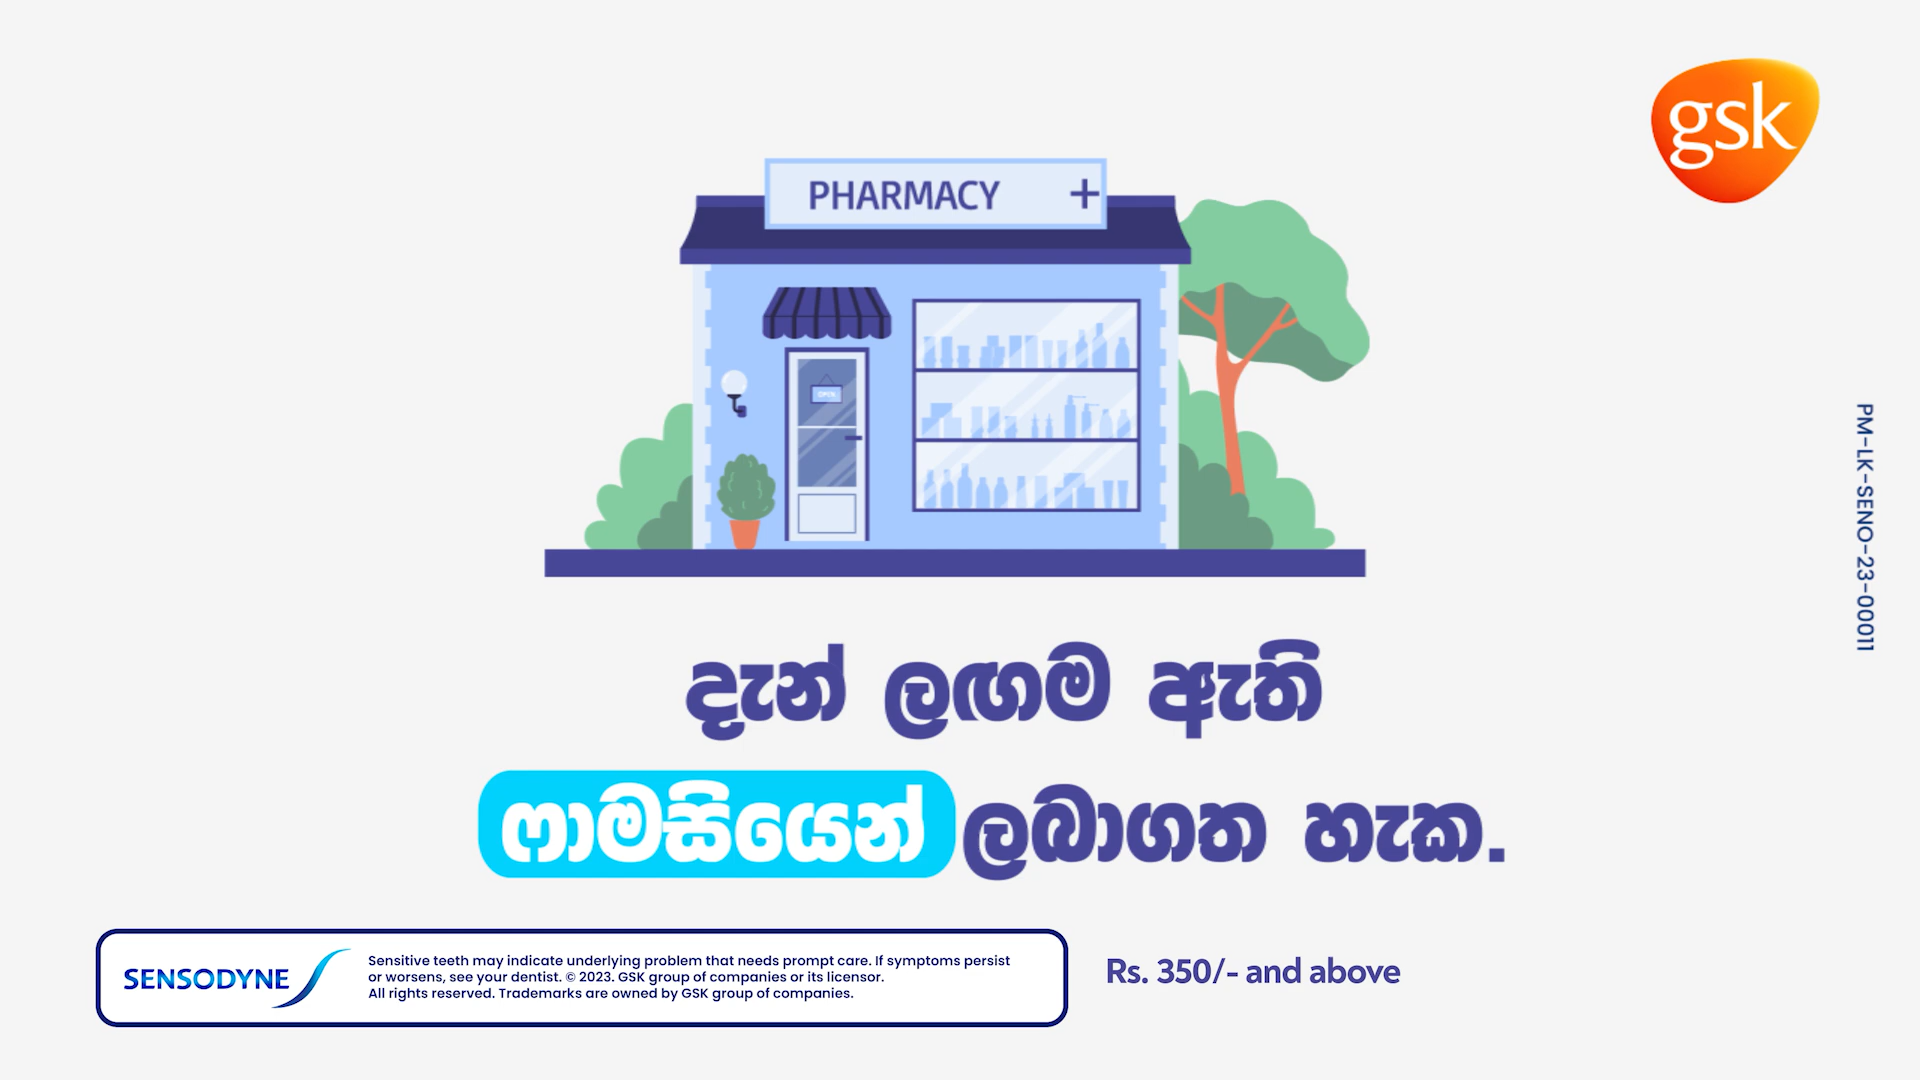 gsk
PHARMACY +
OPEN
PM-LK-SENO-23-00011
දැන් ලඟම ඇති
ෆාමසියෙන් ලබාගත හැක.
SENSODYNE
Sensitive teeth may indicate underlying problem that needs prompt care. If symptoms persist
or worsens, see your dentist. © 2023. GSK group of companies or its licensor.
All rights reserved. Trademarks are owned by GSK group of companies.
Rs. 350/- and above